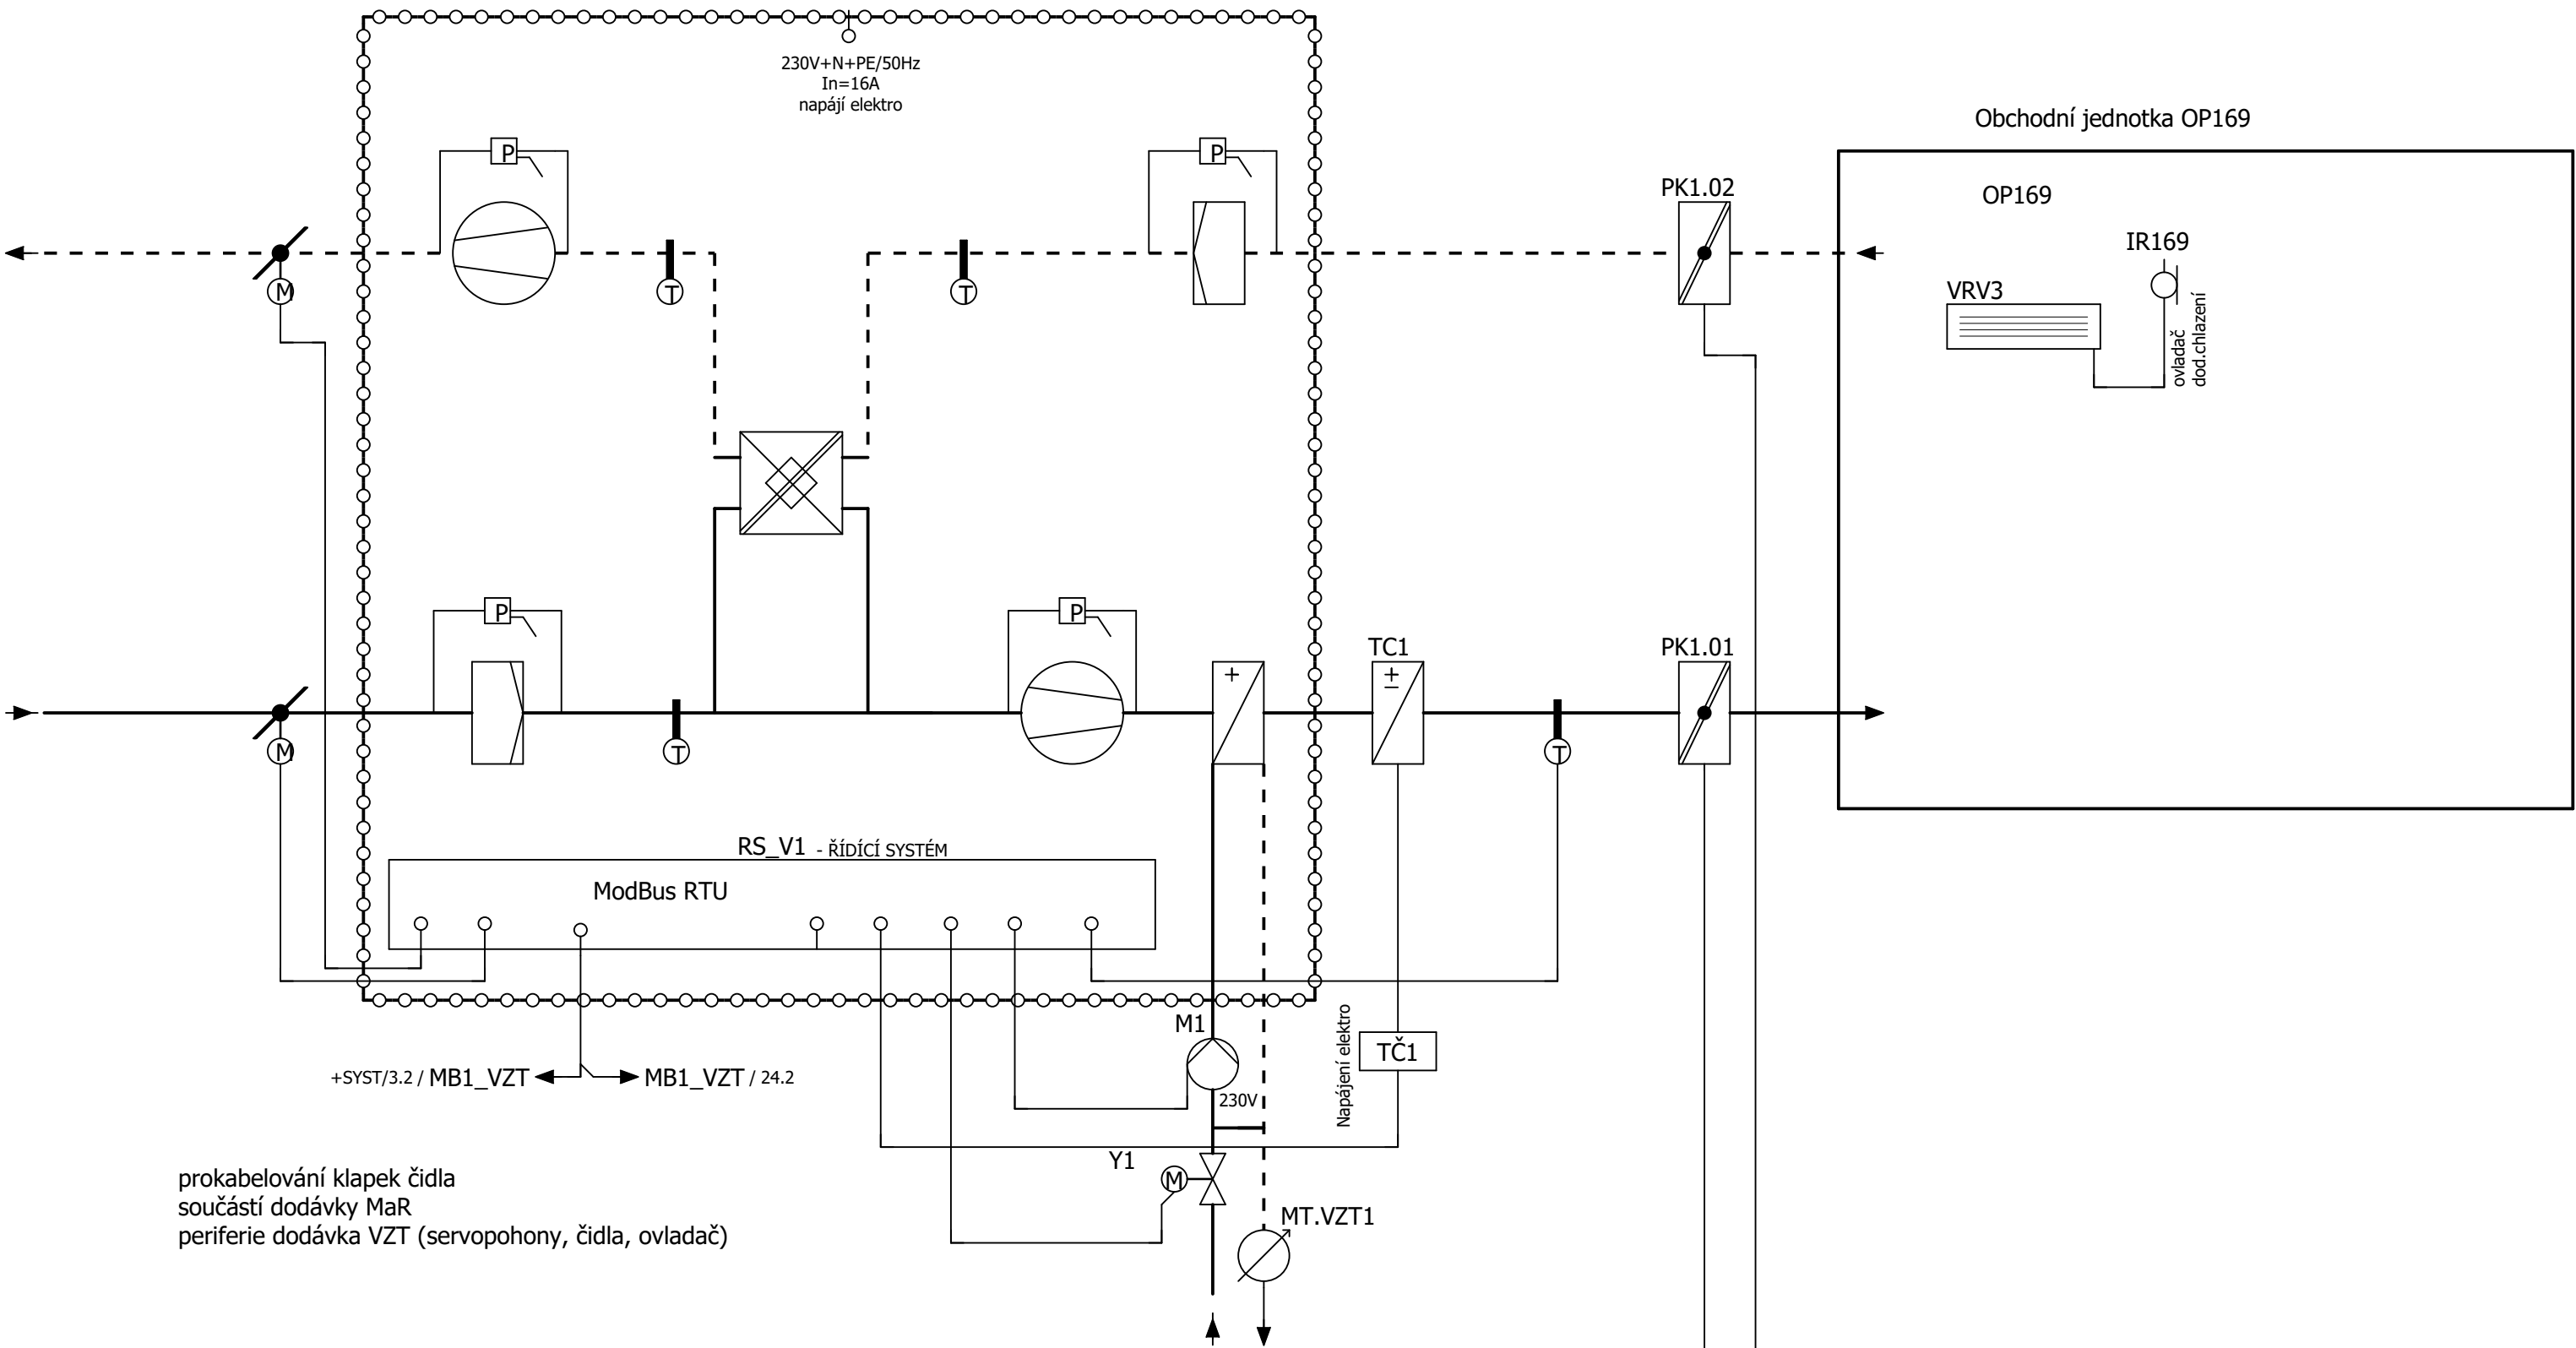 230V+N+PE/50Hz
In=16A
napájí elektro
Obchodní jednotka OP169
P
P
PK1.02
OP169
IR169
VRV3
ovladač
dod.chlazení
M
T
T
P
P
TC1
PK1.01
+
±
M
T
T
RS_V1 - ŘÍDÍCÍ SYSTÉM
ModBus RTU
M1
Napájení elektro
TČ1
+SYST/3.2 / MB1_VZT
MB1_VZT / 24.2
230V
Y1
M
MT.VZT1
prokabelování klapek čidla
součástí dodávky MaR
periferie dodávka VZT (servopohony, čidla, ovladač)